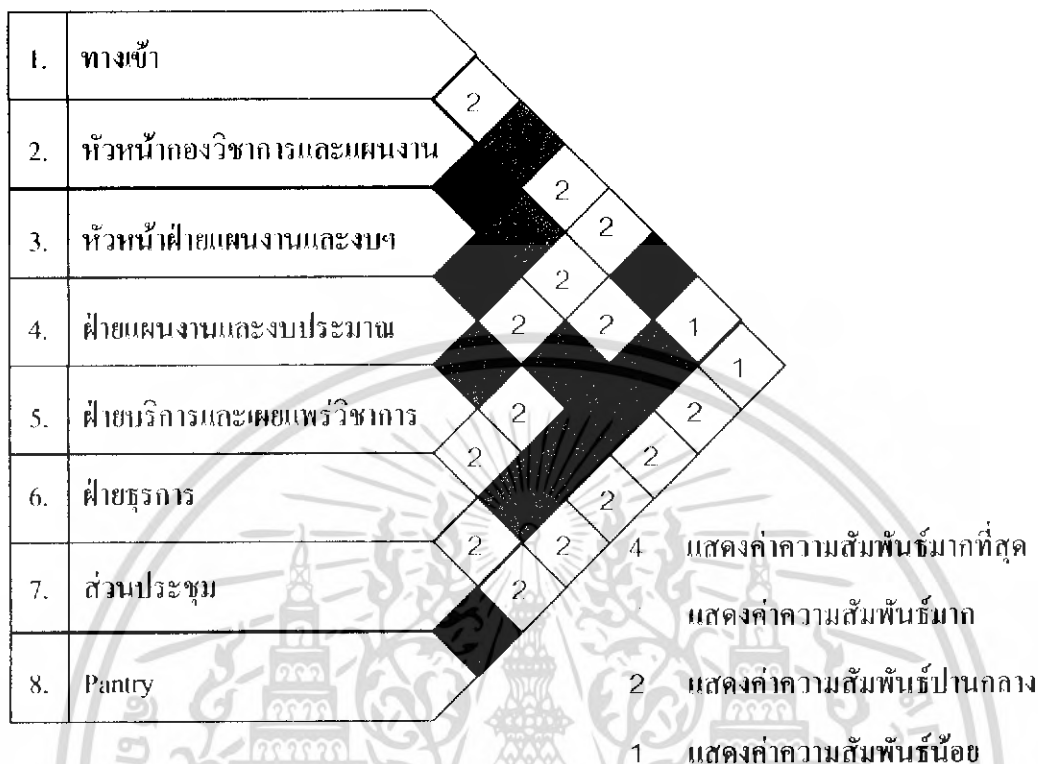 1. ทางเข้า
2. หัวหน้ากองวิชาการและแผนงาน
3. หัวหน้าฝ่ายแผนงานและงบฯ
4. ฝ่ายแผนงานและงบประมาณ
5. ฝ่ายบริการและเผยแพร่วิชาการ
6. ฝ่ายธุรการ
7. ส่วนประชุม
8. Pantry
2
2 2
2
2 2 1
1
2 2
2 2
2
2 2
2
4 แสดงค่าความสัมพันธ์มากที่สุด
แสดงค่าความสัมพันธ์มาก
2 แสดงค่าความสัมพันธ์ปานกลาง
1 แสดงค่าความสัมพันธ์น้อย